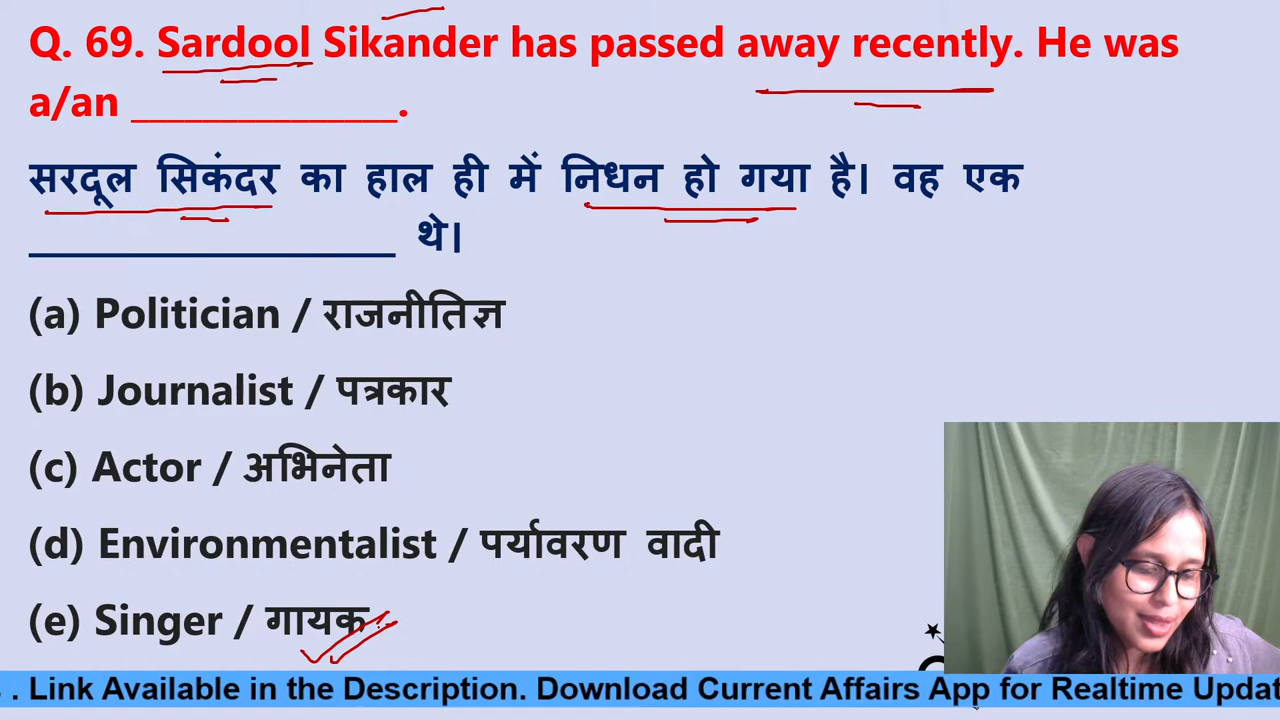 Q. 69. Sardool Sikander has passed away recently. He was
a/an _______________.
सरदूल सिकंदर का हाल ही में निधन हो गया है। वह एक
_________________ थे।
(a) Politician / राजनीतिज्ञ
(b) Journalist / पत्रकार
(c) Actor / अभिनेता
(d) Environmentalist / पर्यावरण वादी
(e) Singer / गायक
. Link Available in the Description. Download Current Affairs App for Realtime Updat